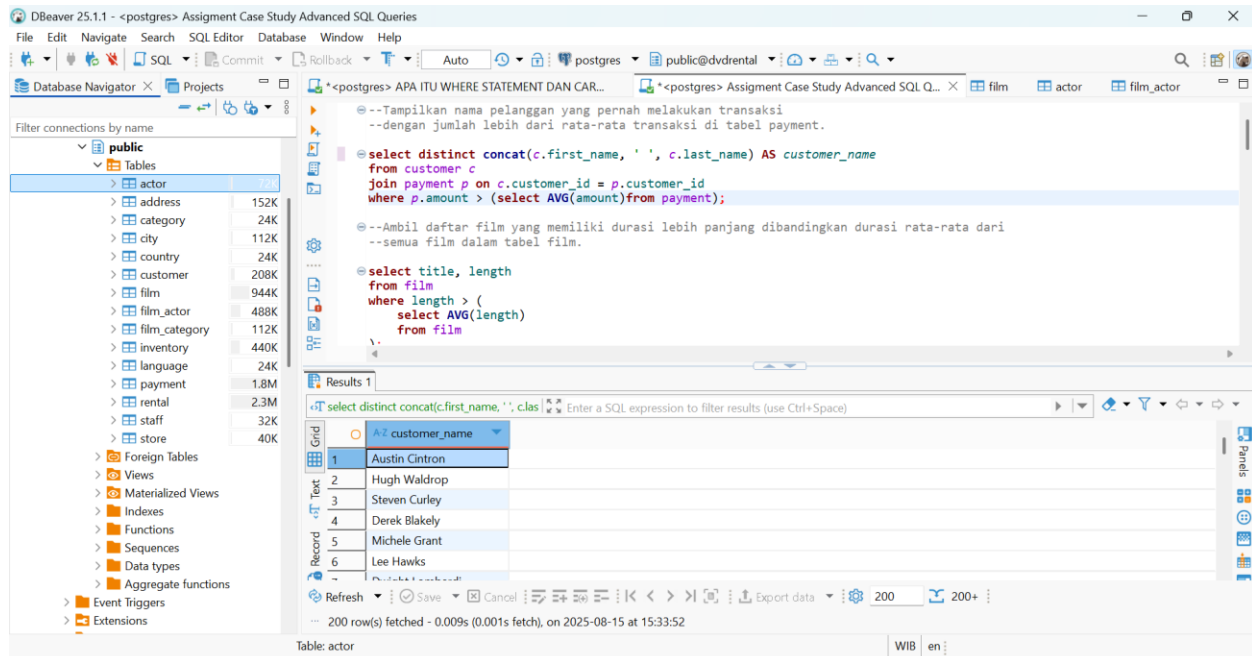 DBeaver 25.1.1 - <postgres> Assigment Case Study Advanced SQL Queries
File Edit Navigate Search SQL Editor Database Window Help
SQL Commit Rollback Auto postgres public@dvdrental
Database Navigator Projects
*<postgres> APA ITU WHERE STATEMENT DAN CAR... *<postgres> Assigment Case Study Advanced SQL Q... film actor film_actor
Filter connections by name
public
Tables
actor 72K
address 152K
category 24K
city 112K
country 24K
customer 208K
film 944K
film_actor 488K
film_category 112K
inventory 440K
language 24K
payment 1.8M
rental 2.3M
staff 32K
store 40K
Foreign Tables
Views
Materialized Views
Indexes
Functions
Sequences
Data types
Aggregate functions
Event Triggers
Extensions
--Tampilkan nama pelanggan yang pernah melakukan transaksi
--dengan jumlah lebih dari rata-rata transaksi di tabel payment.
select distinct concat(c.first_name, ' ', c.last_name) AS customer_name
from customer c
join payment p on c.customer_id = p.customer_id
where p.amount > (select AVG(amount)from payment);
--Ambil daftar film yang memiliki durasi lebih panjang dibandingkan durasi rata-rata dari
--semua film dalam tabel film.
select title, length
from film
where length > (
select AVG(length)
from film
);
Results 1
select distinct concat(c.first_name, ' ', c.las Enter a SQL expression to filter results (use Ctrl+Space)
Grid
Text
Record
A-Z customer_name
1 Austin Cintron
2 Hugh Waldrop
3 Steven Curley
4 Derek Blakely
5 Michele Grant
6 Lee Hawks
Panels
Refresh Save Cancel Export data 200 200+
200 row(s) fetched - 0.009s (0.001s fetch), on 2025-08-15 at 15:33:52
Table: actor WIB en